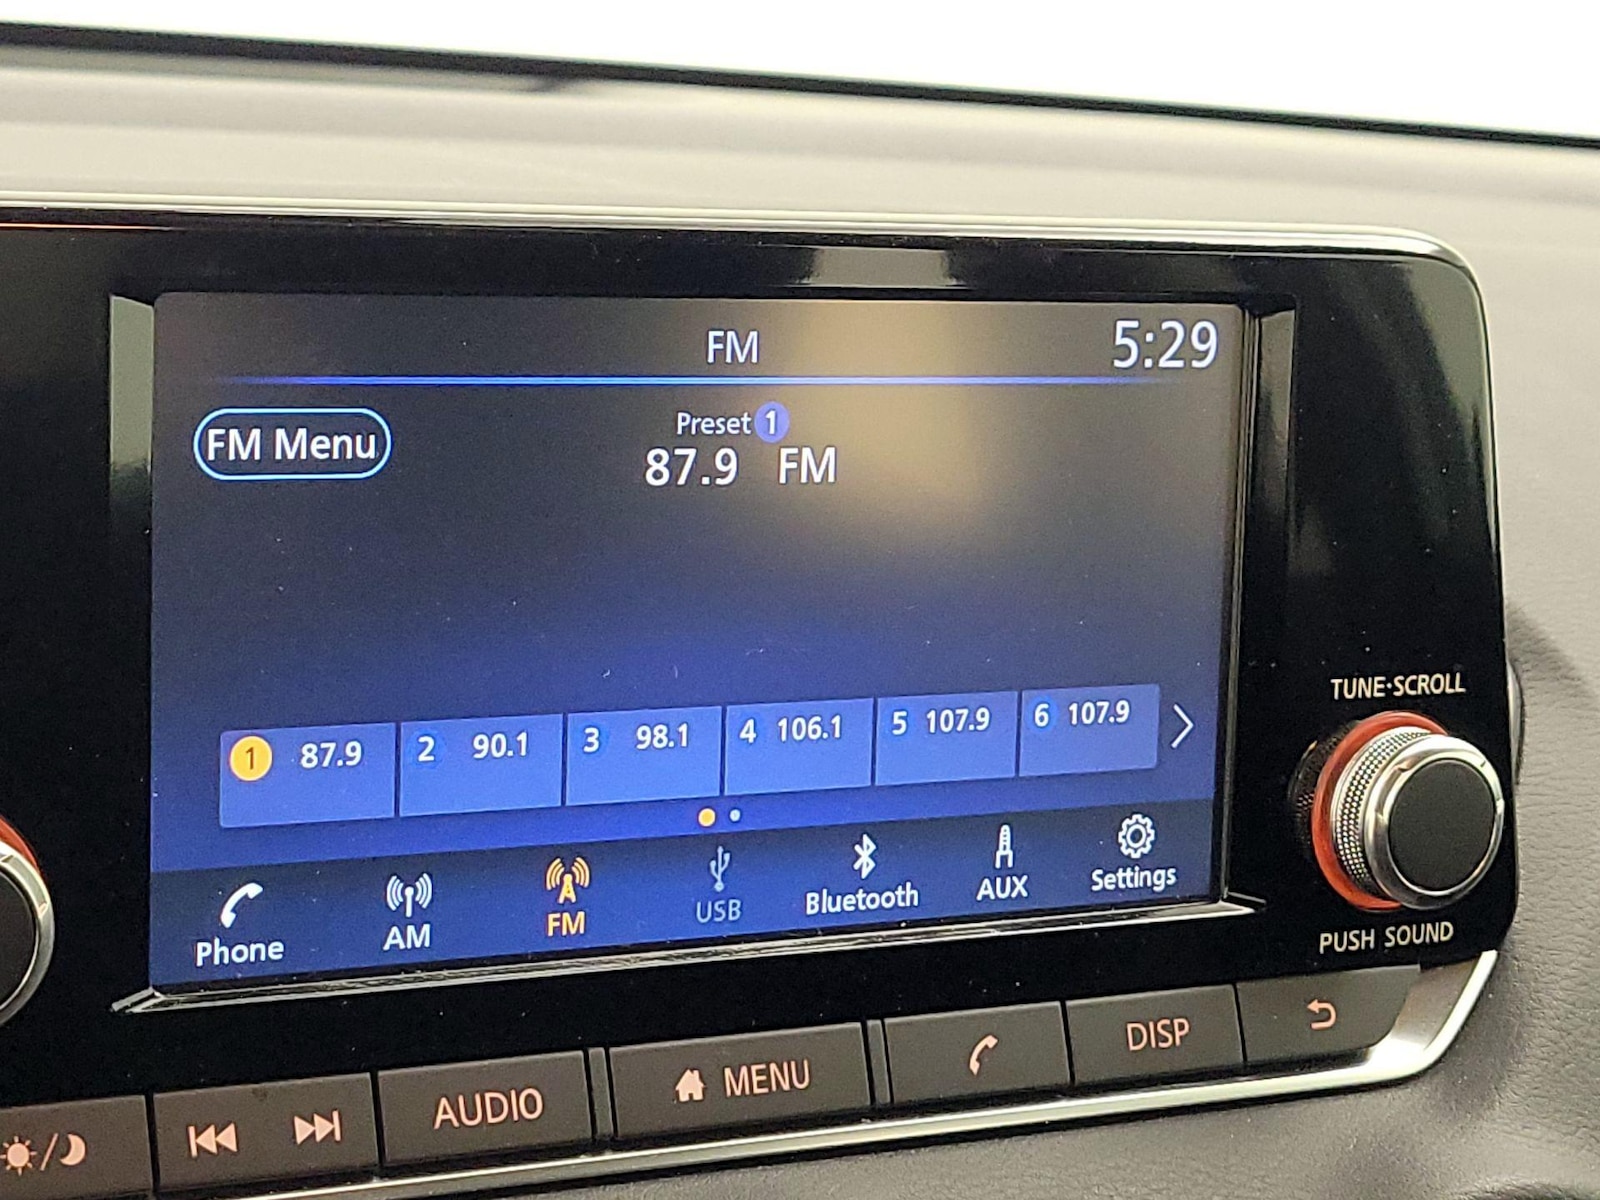 FM
5:29
FM Menu
Preset 1
87.9 FM
1 87.9
2 90.1
3 98.1
4 106.1
5 107.9
6 107.9
Phone
AM
FM
USB
Bluetooth
AUX
Settings
TUNE·SCROLL
PUSH SOUND
AUDIO
MENU
DISP